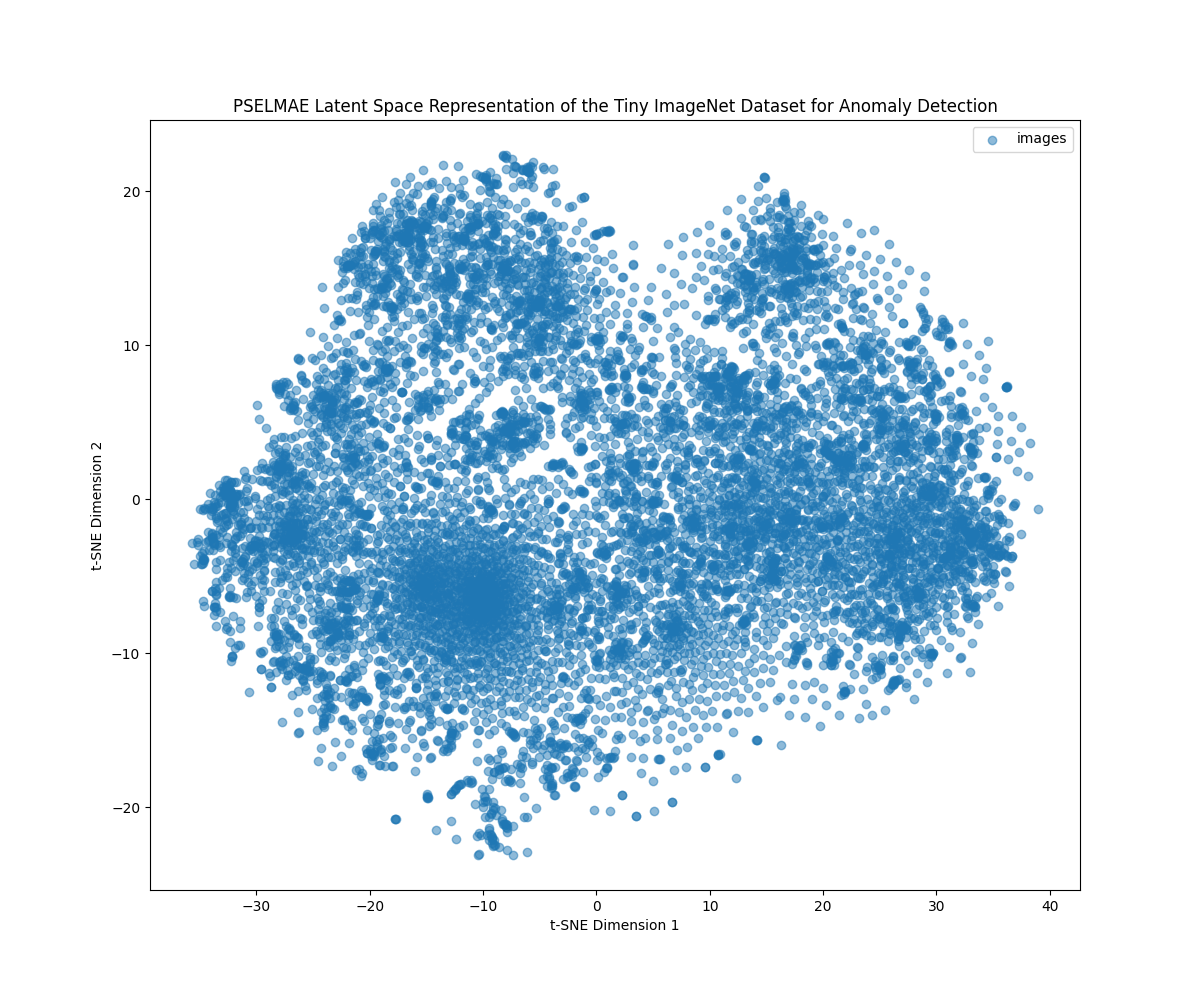 PSELMAE Latent Space Representation of the Tiny ImageNet Dataset for Anomaly Detection
images
20
10
0
−10
−20
t-SNE Dimension 2
−30 −20 −10 0 10 20 30 40
t-SNE Dimension 1